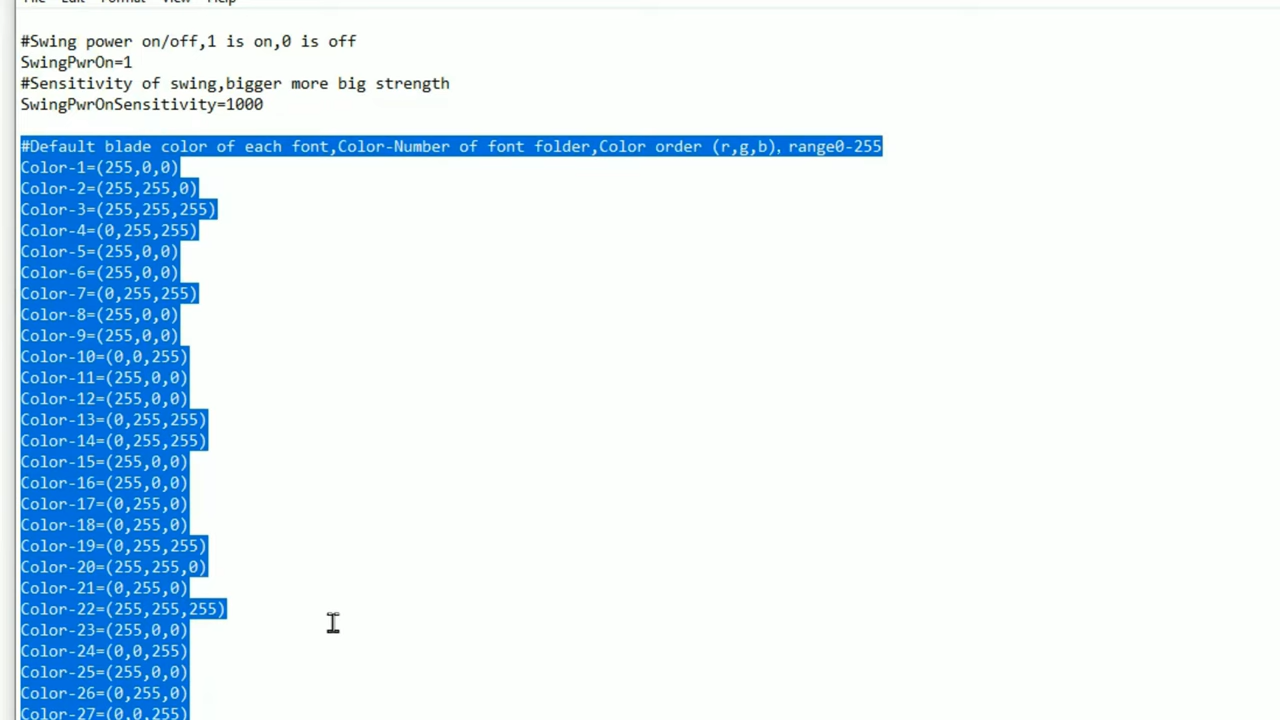 File Edit Format View Help
#Swing power on/off,1 is on,0 is off
SwingPwrOn=1
#Sensitivity of swing,bigger more big strength
SwingPwrOnSensitivity=1000
#Default blade color of each font,Color-Number of font folder,Color order (r,g,b), range0-255
Color-1=(255,0,0)
Color-2=(255,255,0)
Color-3=(255,255,255)
Color-4=(0,255,255)
Color-5=(255,0,0)
Color-6=(255,0,0)
Color-7=(0,255,255)
Color-8=(255,0,0)
Color-9=(255,0,0)
Color-10=(0,0,255)
Color-11=(255,0,0)
Color-12=(255,0,0)
Color-13=(0,255,255)
Color-14=(0,255,255)
Color-15=(255,0,0)
Color-16=(255,0,0)
Color-17=(0,255,0)
Color-18=(0,255,0)
Color-19=(0,255,255)
Color-20=(255,255,0)
Color-21=(0,255,0)
Color-22=(255,255,255)
Color-23=(255,0,0)
Color-24=(0,0,255)
Color-25=(255,0,0)
Color-26=(0,255,0)
Color-27=(0,0,255)